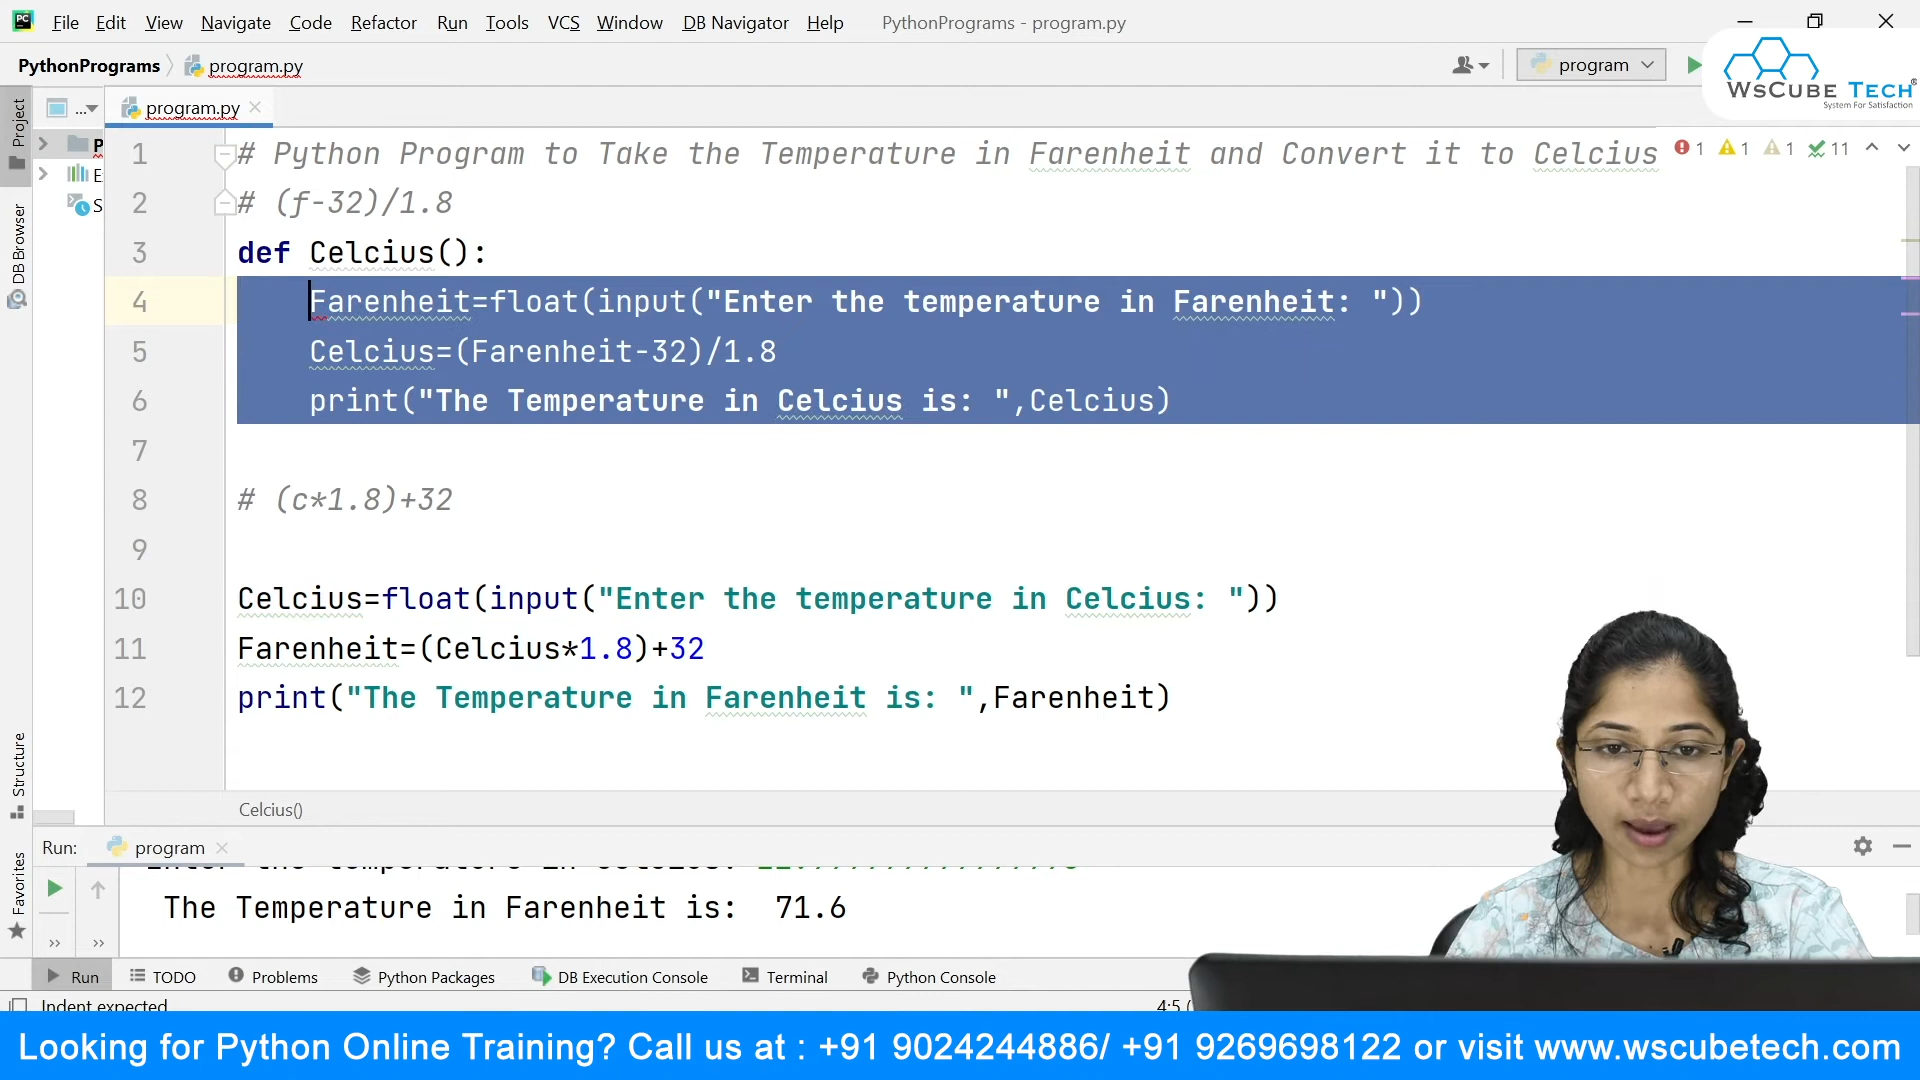 File Edit View Navigate Code Refactor Run Tools VCS Window DB Navigator Help PythonPrograms - program.py
PythonPrograms program.py program
WsCube Tech
System For Satisfaction
Project ... program.py
1 # Python Program to Take the Temperature in Farenheit and Convert it to Celcius 1 1 1 11
2 # (f-32)/1.8
3 def Celcius():
4 Farenheit=float(input("Enter the temperature in Farenheit: "))
5 Celcius=(Farenheit-32)/1.8
6 print("The Temperature in Celcius is: ",Celcius)
7
8 # (c*1.8)+32
9
10 Celcius=float(input("Enter the temperature in Celcius: "))
11 Farenheit=(Celcius*1.8)+32
12 print("The Temperature in Farenheit is: ",Farenheit)
DB Browser
Structure
Favorites
Celcius()
Run: program
The Temperature in Farenheit is: 71.6
Run TODO Problems Python Packages DB Execution Console Terminal Python Console
Indent expected 4:5
Looking for Python Online Training? Call us at : +91 9024244886/ +91 9269698122 or visit www.wscubetech.com